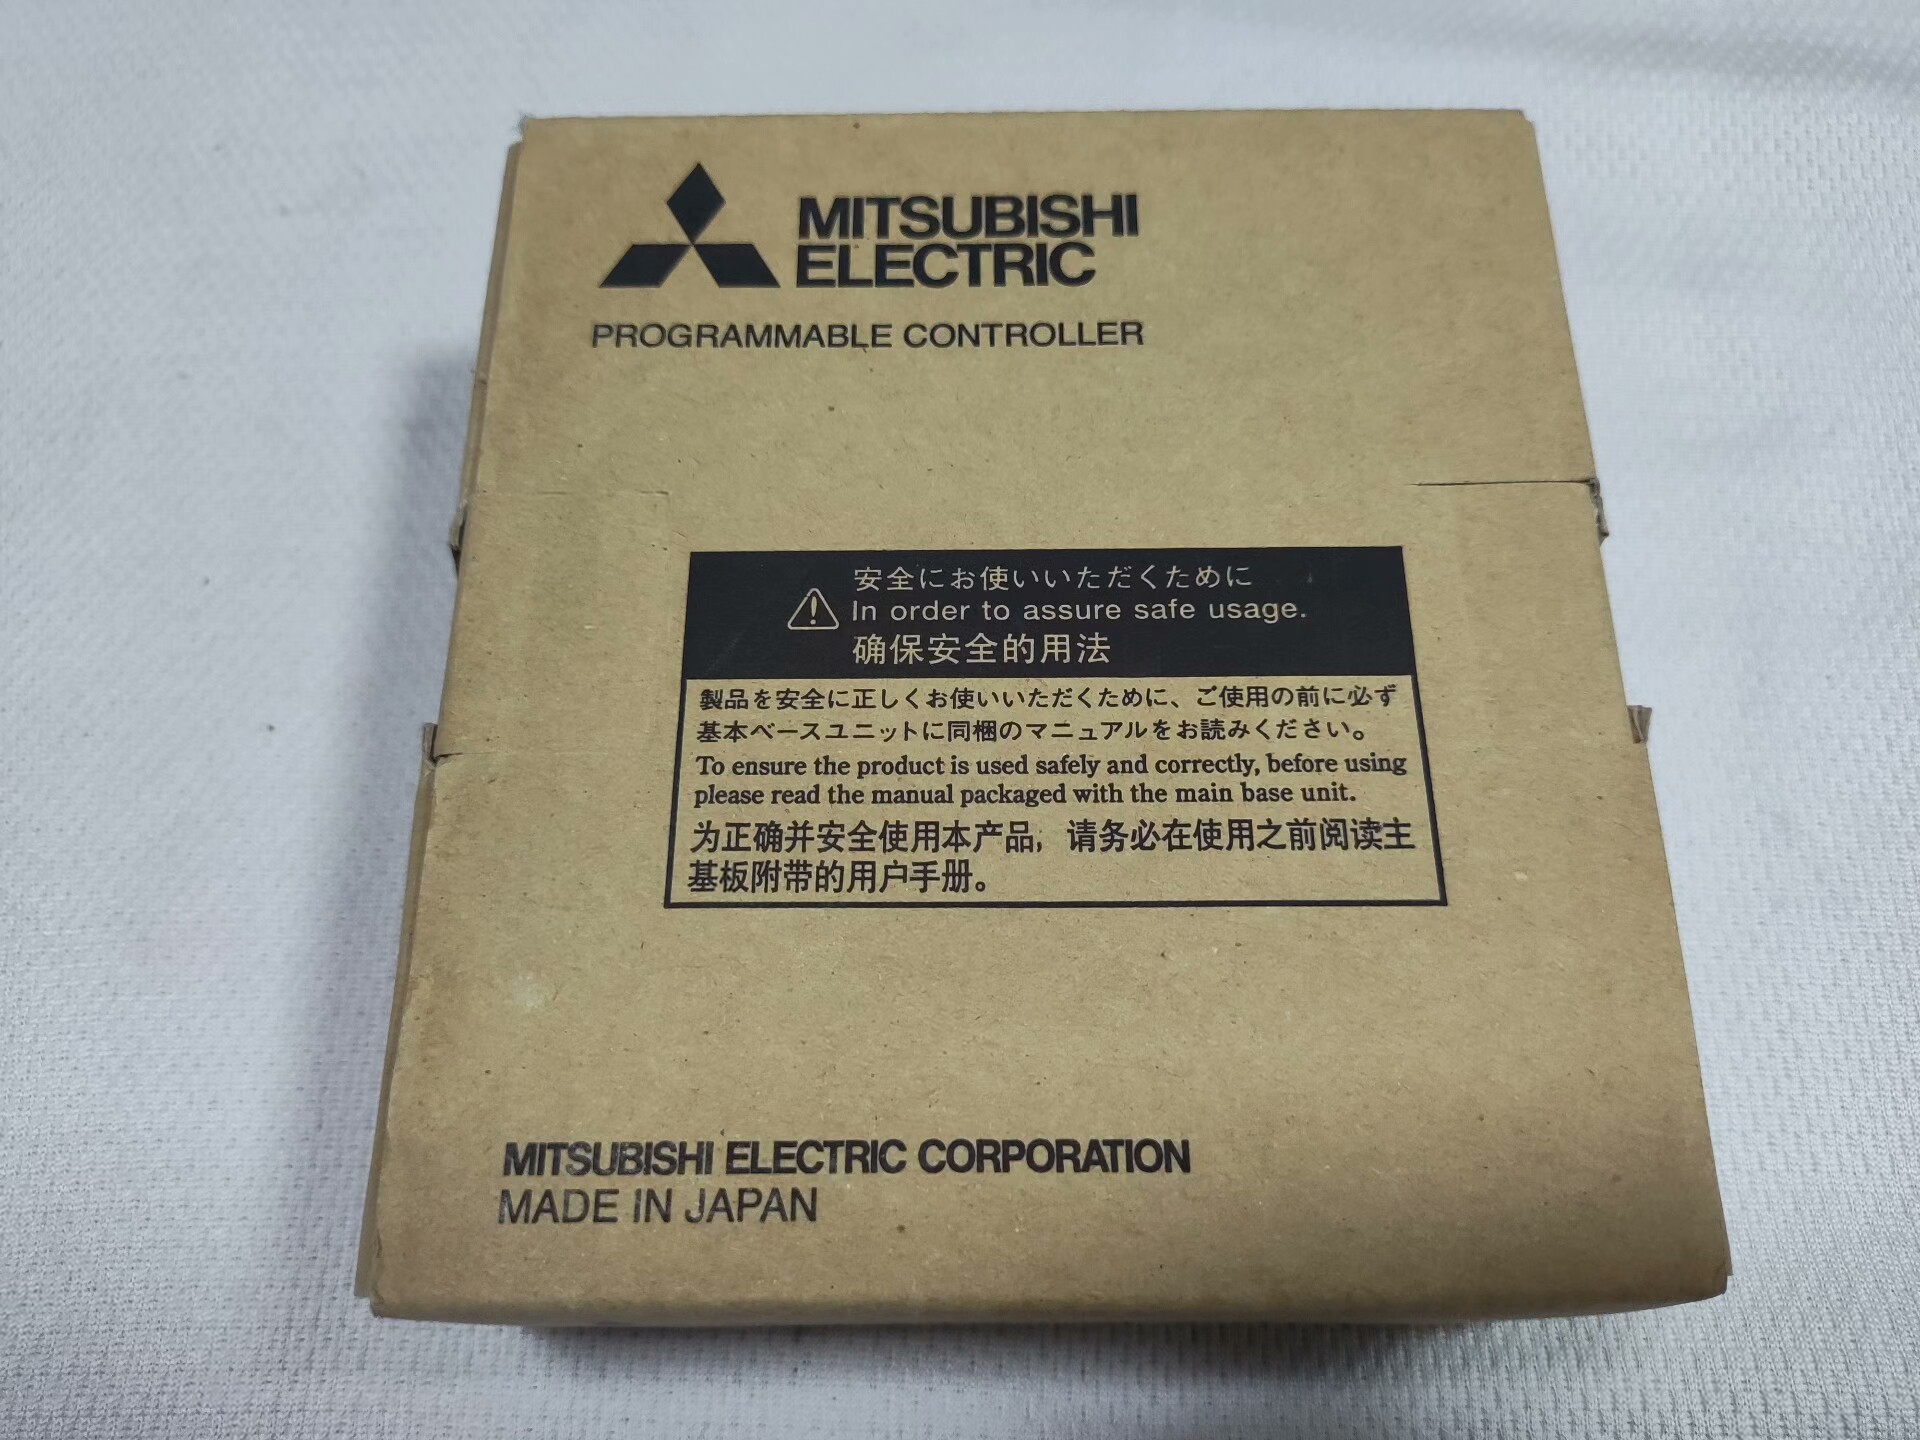 MITSUBISHI
ELECTRIC
PROGRAMMABLE CONTROLLER
安全にお使いいただくために
In order to assure safe usage.
确保安全的用法
製品を安全に正しくお使いいただくために、ご使用の前に必ず
基本ベースユニットに同梱のマニュアルをお読みください。
To ensure the product is used safely and correctly, before using
please read the manual packaged with the main base unit.
为正确并安全使用本产品，请务必在使用之前阅读主
基板附带的用户手册。
MITSUBISHI ELECTRIC CORPORATION
MADE IN JAPAN